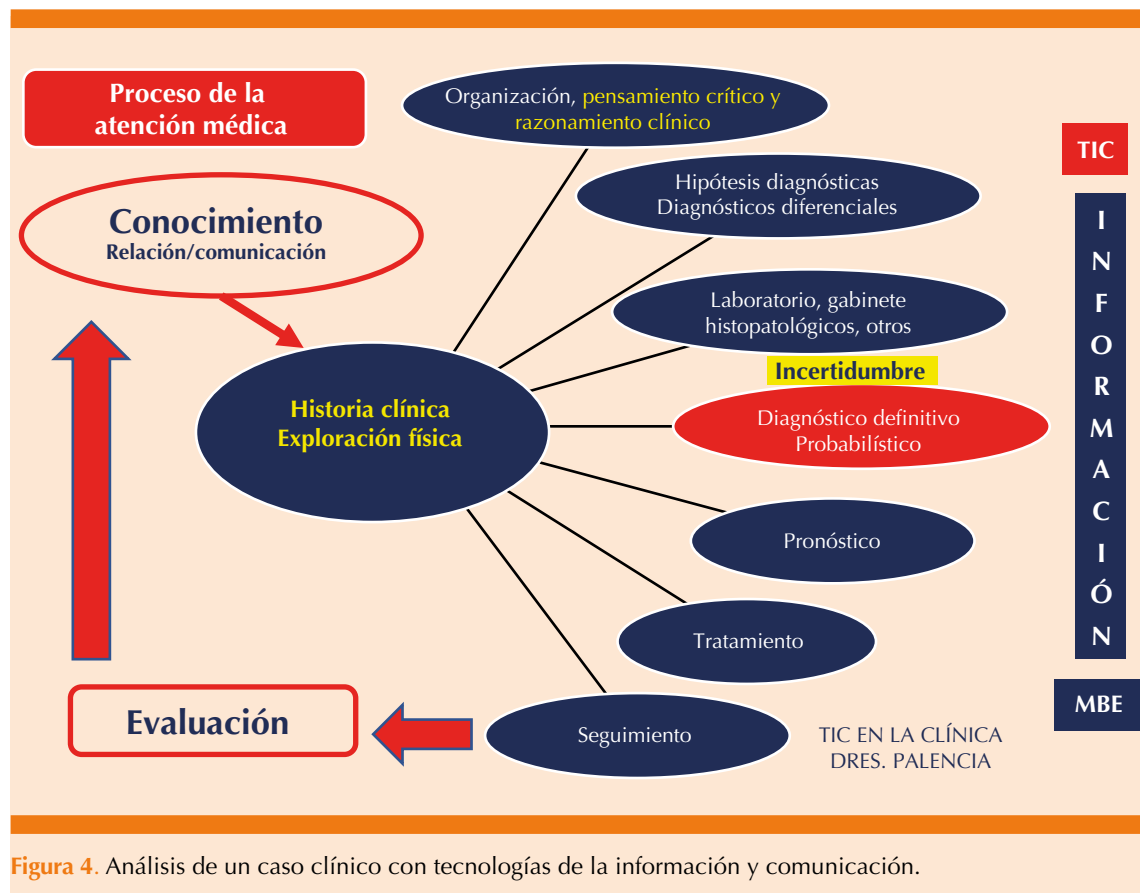 Proceso de la
atención médica
Organización, pensamiento crítico y
razonamiento clínico
TIC
Hipótesis diagnósticas
Diagnósticos diferenciales
Conocimiento
Relación/comunicación
Laboratorio, gabinete
histopatológicos, otros
Incertidumbre
Historia clínica
Exploración física
Diagnóstico definitivo
Probabilístico
Pronóstico
Tratamiento
Seguimiento
Evaluación
I
N
F
O
R
M
A
C
I
Ó
N
MBE
TIC EN LA CLÍNICA
DRES. PALENCIA
Figura 4. Análisis de un caso clínico con tecnologías de la información y comunicación.